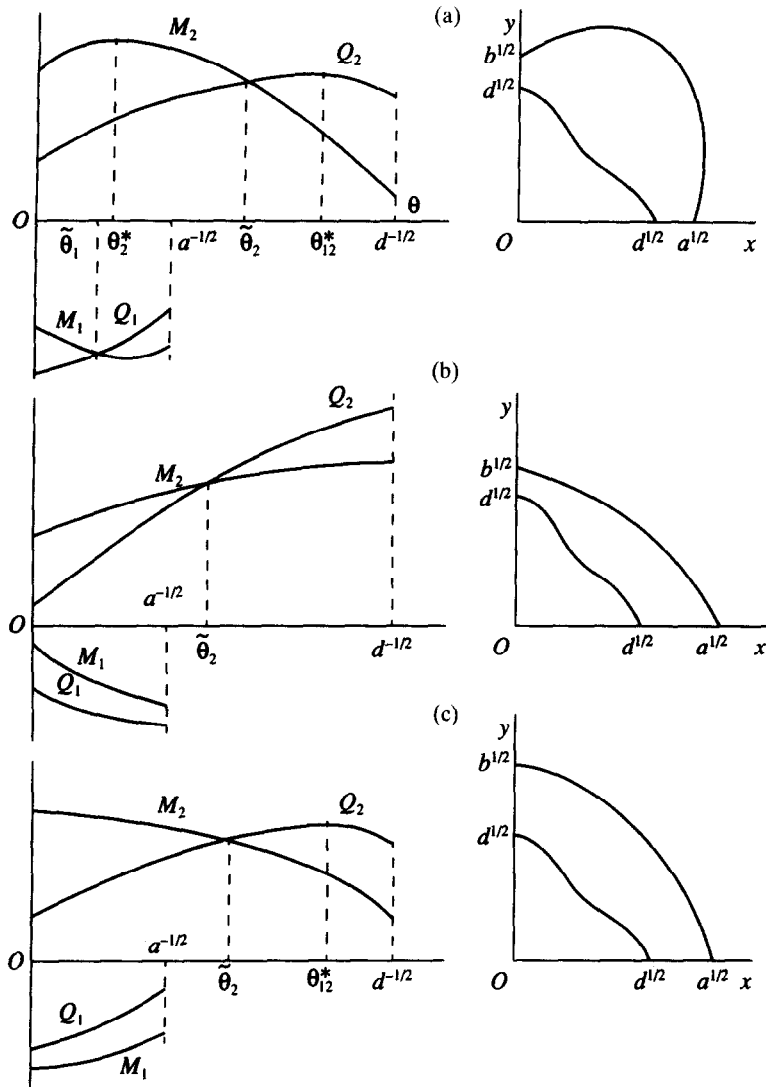 (a)
M₂
Q₂
O
θ
θ̃₁ θ₂* a⁻¹/² θ̃₂ θ₁₂* d⁻¹/²
M₁ Q₁
y
b¹/²
d¹/²
O d¹/² a¹/² x
(b)
Q₂
M₂
a⁻¹/²
O
θ̃₂ d⁻¹/²
M₁
Q₁
y
b¹/²
d¹/²
O d¹/² a¹/² x
(c)
M₂ Q₂
a⁻¹/²
O
θ̃₂ θ₁₂* d⁻¹/²
Q₁
M₁
y
b¹/²
d¹/²
O d¹/² a¹/² x